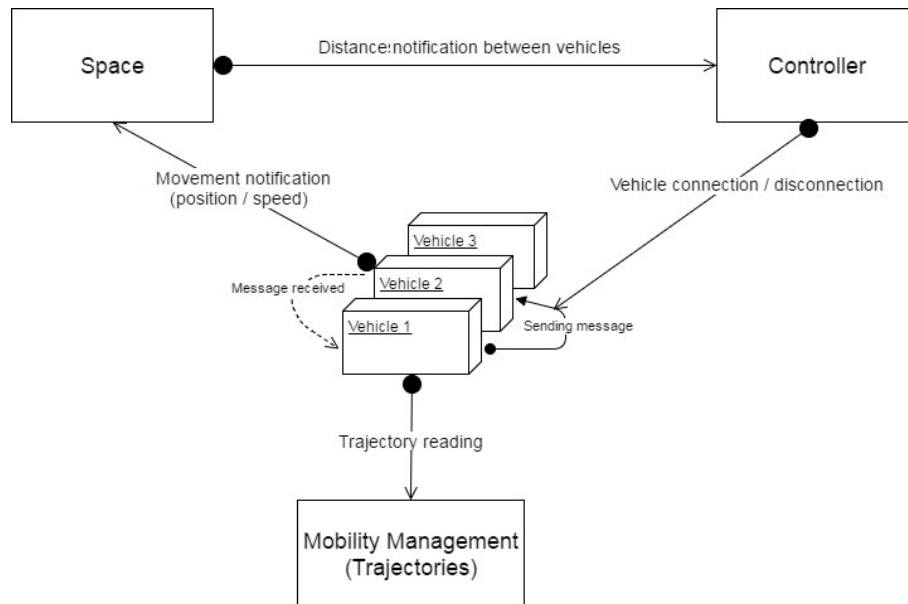 Distance notification between vehicles
Space
Controller
Movement notification
(position / speed)
Vehicle connection / disconnection
Vehicle 3
Vehicle 2
Message received
Vehicle 1
Sending message
Trajectory reading
Mobility Management
(Trajectories)